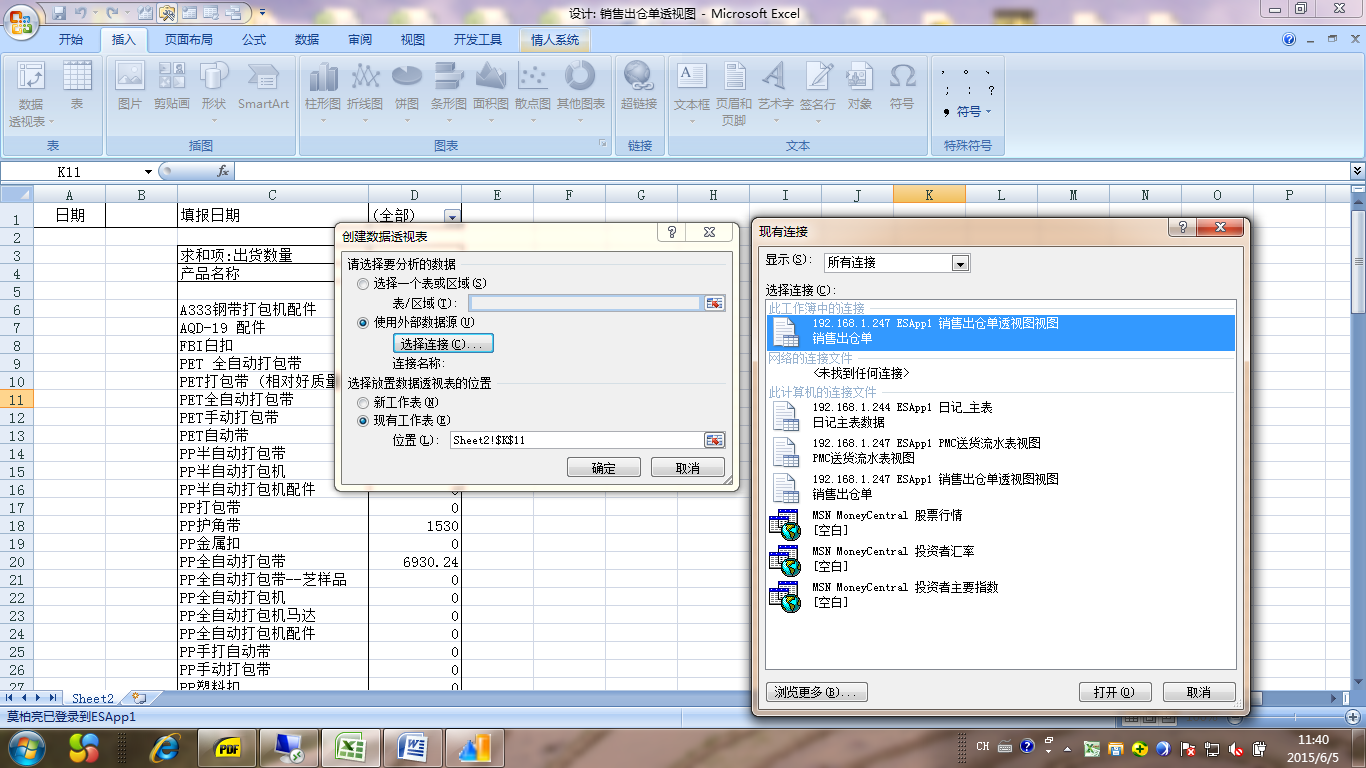 设计: 销售出仓单透视图 - Microsoft Excel
开始 插入 页面布局 公式 数据 审阅 视图 开发工具 情人系统
数据透视表 表 图片 剪贴画 形状 SmartArt 柱形图 折线图 饼图 条形图 面积图 散点图 其他图表 超链接 文本框 页眉和页脚 艺术字 签名行 对象 符号 , 。 、 ; : ? , 符号
表 插图 图表 链接 文本 特殊符号
K11 fx
A B C D E F G H I J K L M N O P
1 日期 填报日期 (全部)
2
3 求和项:出货数量
4 产品名称
5
6 A333钢带打包机配件
7 AQD-19 配件
8 FBI白扣
9 PET 全自动打包带
10 PET打包带（相对好质量
11 PET全自动打包带
12 PET手动打包带
13 PET自动带
14 PP半自动打包带
15 PP半自动打包机
16 PP半自动打包机配件 0
17 PP打包带 0
18 PP护角带 1530
19 PP金属扣 0
20 PP全自动打包带 6930.24
21 PP全自动打包带--芝样品 0
22 PP全自动打包机 0
23 PP全自动打包机马达 0
24 PP全自动打包机配件 0
25 PP手打自动带 0
26 PP手动打包带 0
27 PP塑料扣 0
创建数据透视表
请选择要分析的数据
选择一个表或区域(S)
表/区域(T):
使用外部数据源(U)
选择连接(C)...
连接名称:
选择放置数据透视表的位置
新工作表(N)
现有工作表(E)
位置(L): Sheet2!$K$11
确定 取消
现有连接
显示(S): 所有连接
选择连接(C):
此工作簿中的连接
192.168.1.247 ESApp1 销售出仓单透视图视图
销售出仓单
网络的连接文件
<未找到任何连接>
此计算机的连接文件
192.168.1.244 ESApp1 日记_主表
日记主表数据
192.168.1.247 ESApp1 PMC送货流水表视图
PMC送货流水表视图
192.168.1.247 ESApp1 销售出仓单透视图视图
销售出仓单
MSN MoneyCentral 股票行情
[空白]
MSN MoneyCentral 投资者汇率
[空白]
MSN MoneyCentral 投资者主要指数
[空白]
浏览更多(B)... 打开(O) 取消
Sheet2
莫柏亮已登录到ESApp1
PDF CH 11:40
2015/6/5